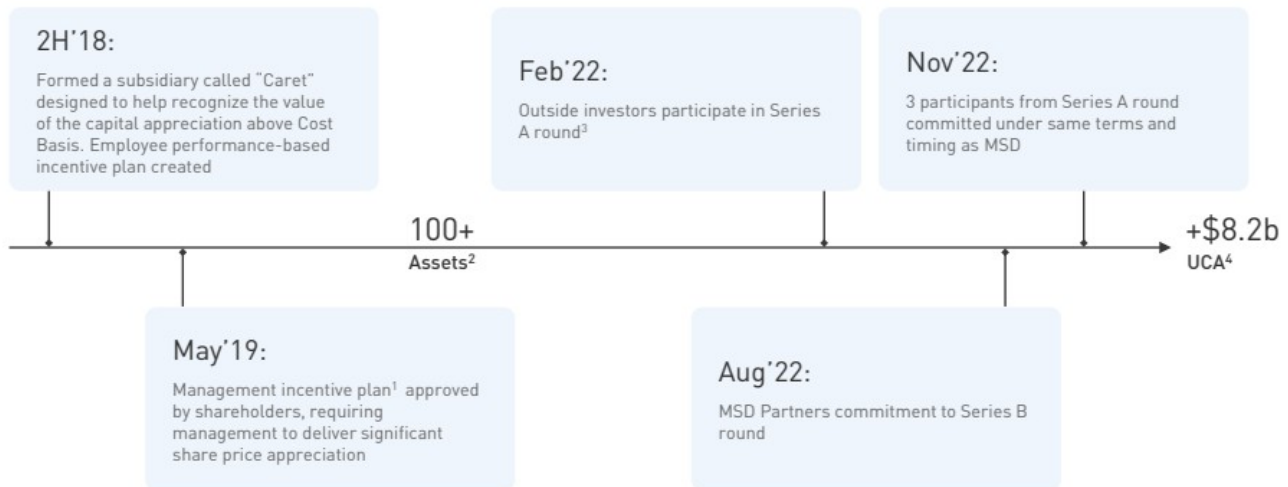 2H'18:
Formed a subsidiary called “Caret”
designed to help recognize the value
of the capital appreciation above Cost
Basis. Employee performance-based
incentive plan created
Feb'22:
Outside investors participate in Series
A round³
Nov'22:
3 participants from Series A round
committed under same terms and
timing as MSD
100+
Assets²
+$8.2b
UCA⁴
May'19:
Management incentive plan¹ approved
by shareholders, requiring
management to deliver significant
share price appreciation
Aug'22:
MSD Partners commitment to Series B
round